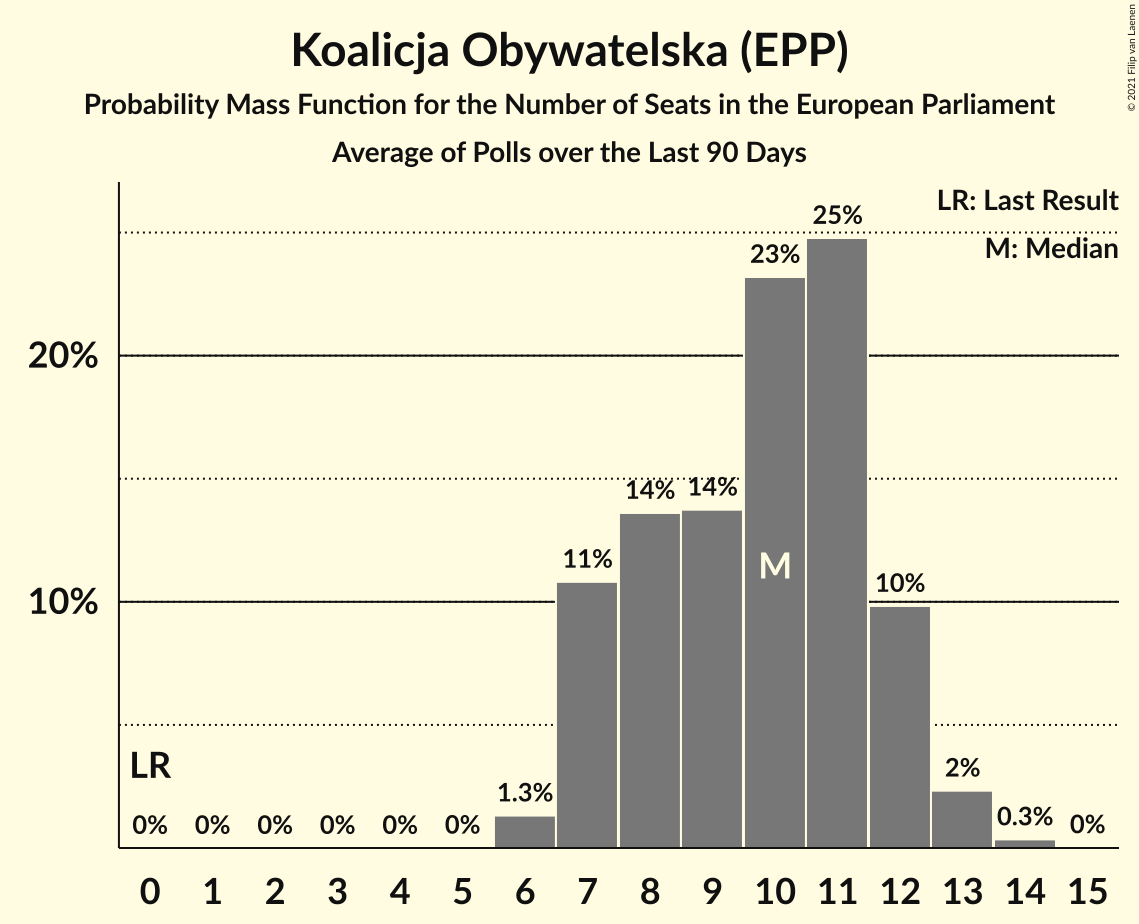 Koalicja Obywatelska (EPP)
Probability Mass Function for the Number of Seats in the European Parliament
Average of Polls over the Last 90 Days
© 2021 Filip van Laenen
LR: Last Result
M: Median
20%
10%
LR
0% 0% 0% 0% 0% 0% 1.3% 11% 14% 14% 23% 25% 10% 2% 0.3% 0%
M
0 1 2 3 4 5 6 7 8 9 10 11 12 13 14 15